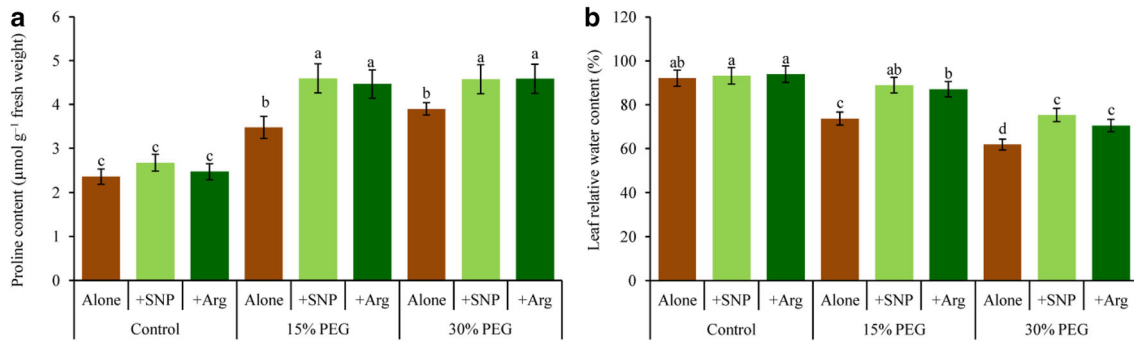 a
Proline content (µmol g⁻¹ fresh weight)
6
5
4
3
2
1
0
c
c
c
b
a
a
b
a
a
Alone
+SNP
+Arg
Alone
+SNP
+Arg
Alone
+SNP
+Arg
Control
15% PEG
30% PEG
b
Leaf relative water content (%)
120
100
80
60
40
20
0
ab
a
a
c
ab
b
d
c
c
Alone
+SNP
+Arg
Alone
+SNP
+Arg
Alone
+SNP
+Arg
Control
15% PEG
30% PEG